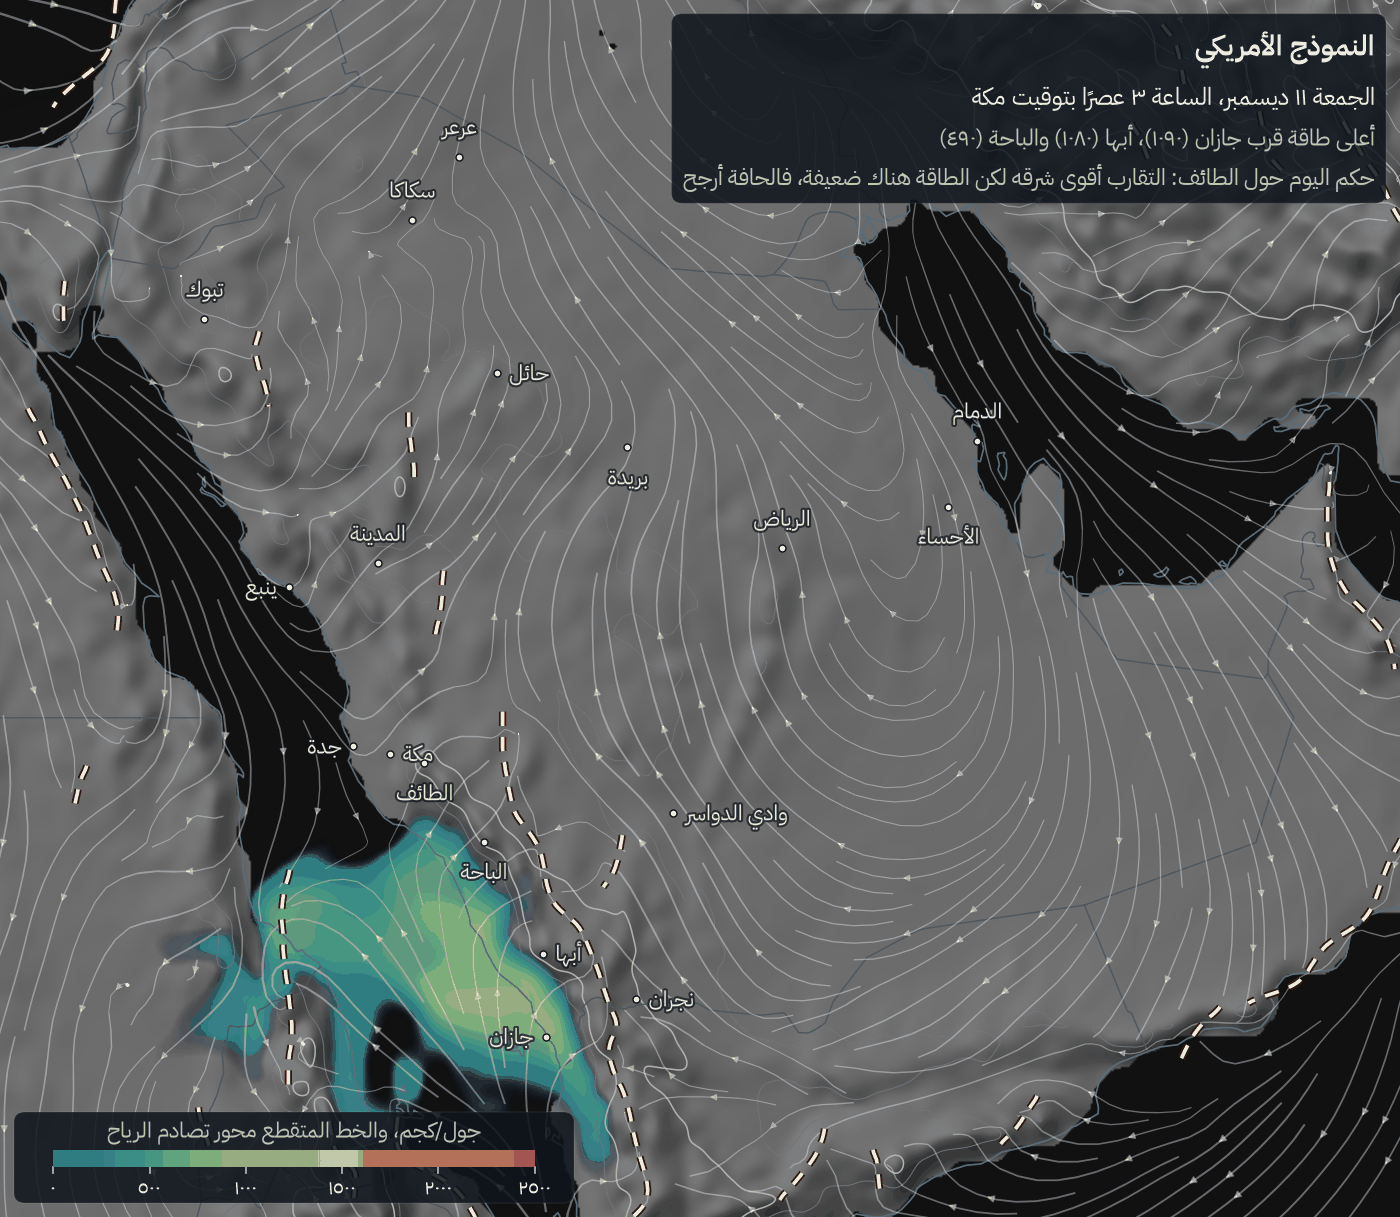 النموذج الأمريكي
الجمعة ١١ ديسمبر، الساعة ٣ عصرًا بتوقيت مكة
أعلى طاقة قرب جازان (١٠٩٠)، أبها (١٠٨٠) والباحة (٤٩٠)
حكم اليوم حول الطائف: التقارب أقوى شرقه لكن الطاقة هناك ضعيفة، فالحافة أرجح
عرعر
سكاكا
تبوك
حائل
الدمام
بريدة
الرياض
الأحساء
المدينة
ينبع
جدة
مكة
الطائف
وادي الدواسر
الباحة
أبها
نجران
جازان
جول/كجم، والخط المتقطع محور تصادم الرياح
٠ ٥٠٠ ١٠٠٠ ١٥٠٠ ٢٠٠٠ ٢٥٠٠